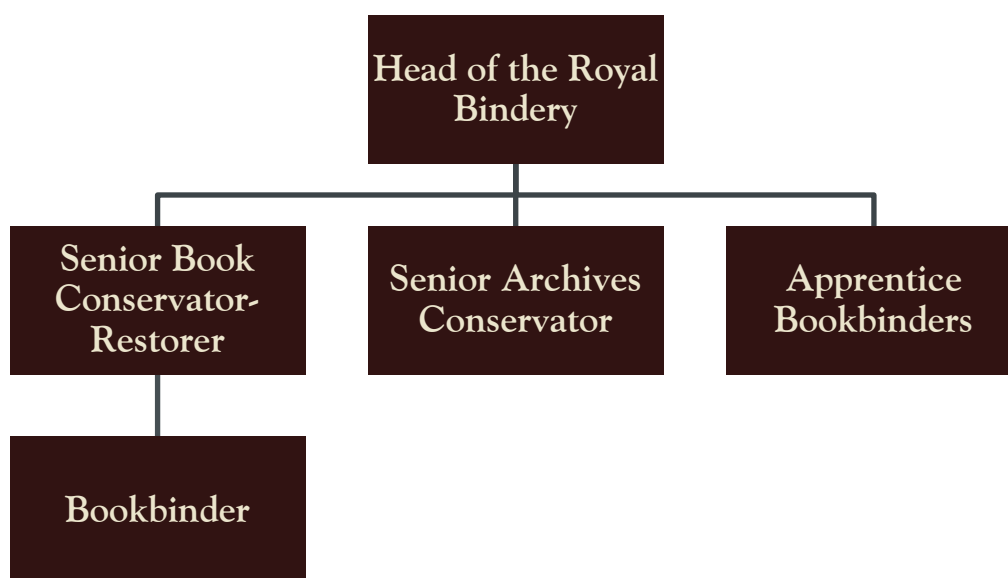 Head of the Royal
Bindery
Senior Book
Conservator-
Restorer
Senior Archives
Conservator
Apprentice
Bookbinders
Bookbinder